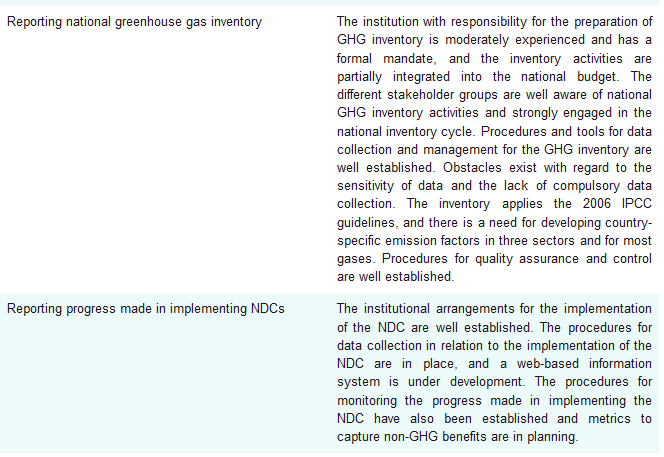 Reporting national greenhouse gas inventory
The institution with responsibility for the preparation of
GHG inventory is moderately experienced and has a
formal mandate, and the inventory activities are
partially integrated into the national budget. The
different stakeholder groups are well aware of national
GHG inventory activities and strongly engaged in the
national inventory cycle. Procedures and tools for data
collection and management for the GHG inventory are
well established. Obstacles exist with regard to the
sensitivity of data and the lack of compulsory data
collection. The inventory applies the 2006 IPCC
guidelines, and there is a need for developing country-
specific emission factors in three sectors and for most
gases. Procedures for quality assurance and control
are well established.
Reporting progress made in implementing NDCs
The institutional arrangements for the implementation
of the NDC are well established. The procedures for
data collection in relation to the implementation of the
NDC are in place, and a web-based information
system is under development. The procedures for
monitoring the progress made in implementing the
NDC have also been established and metrics to
capture non-GHG benefits are in planning.